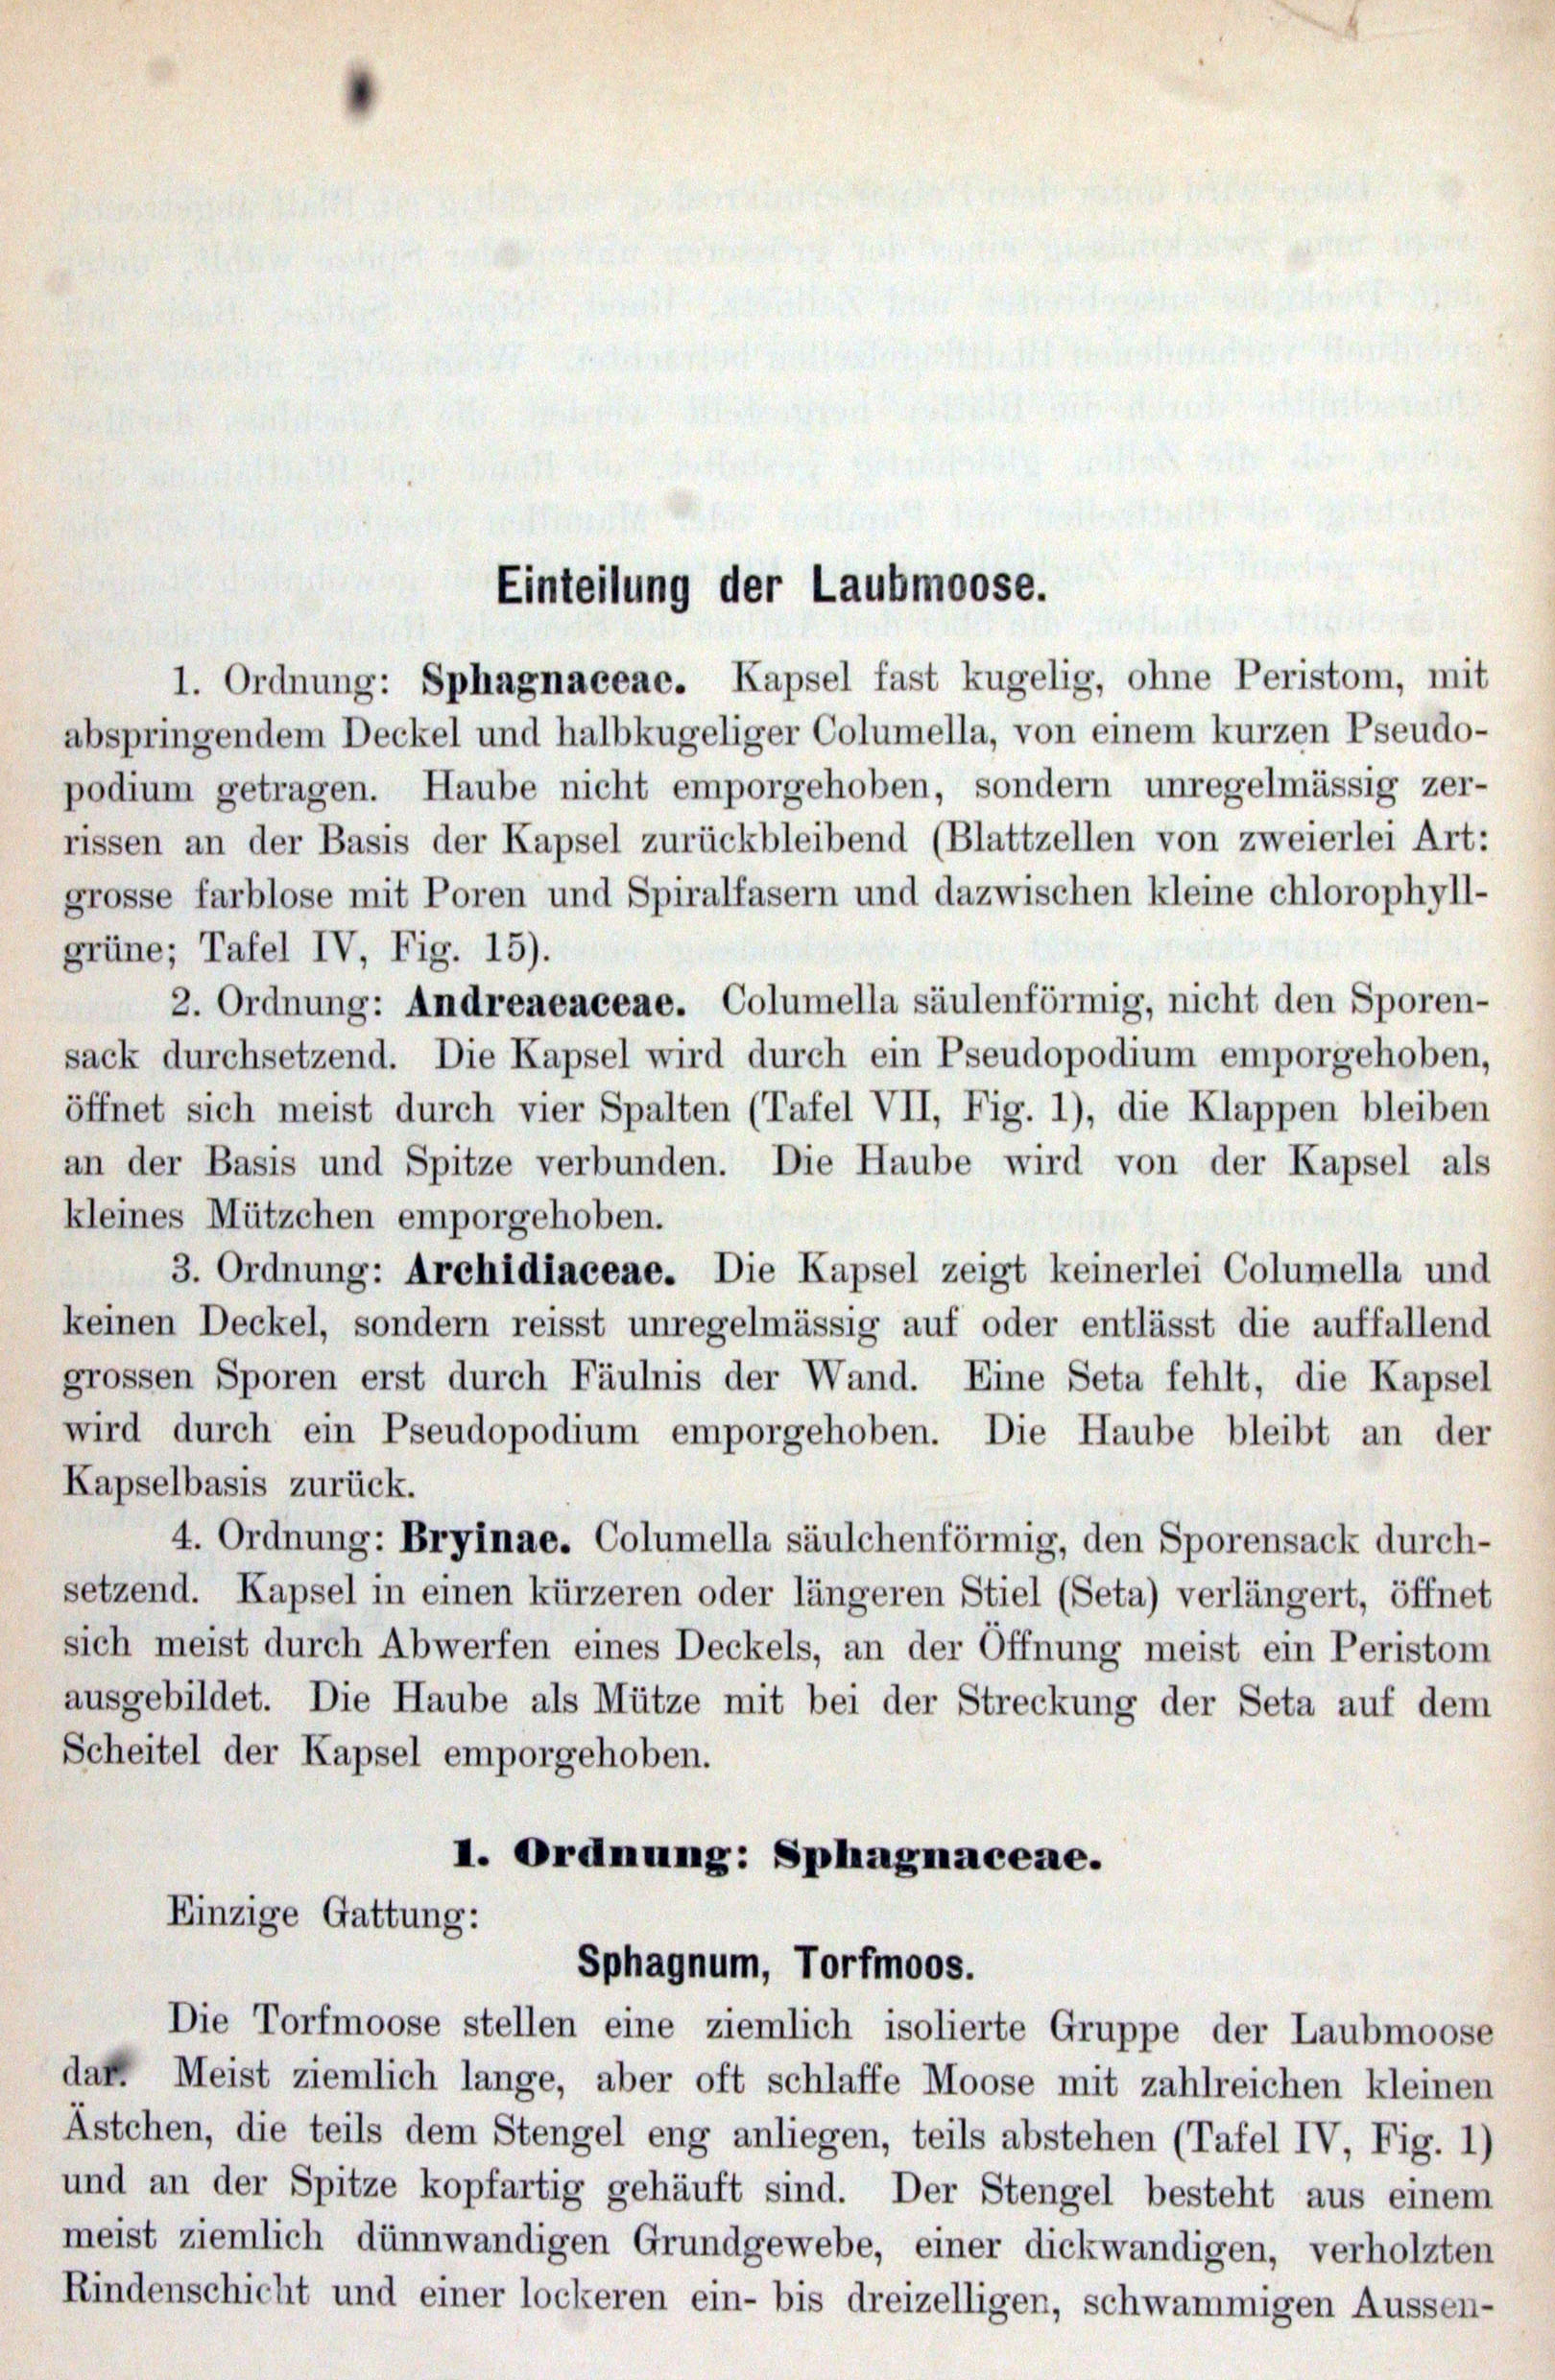 Einteilung der Laubmoose.
1. Ordnung: Sphagnaceae. Kapsel fast kugelig, ohne Peristom, mit
abspringendem Deckel und halbkugeliger Columella, von einem kurzen Pseudo-
podium getragen. Haube nicht emporgehoben, sondern unregelmässig zer-
rissen an der Basis der Kapsel zurückbleibend (Blattzellen von zweierlei Art:
grosse farblose mit Poren und Spiralfasern und dazwischen kleine chlorophyll-
grüne; Tafel IV, Fig. 15).
2. Ordnung: Andreaeaceae. Columella säulenförmig, nicht den Sporen-
sack durchsetzend. Die Kapsel wird durch ein Pseudopodium emporgehoben,
öffnet sich meist durch vier Spalten (Tafel VII, Fig. 1), die Klappen bleiben
an der Basis und Spitze verbunden. Die Haube wird von der Kapsel als
kleines Mützchen emporgehoben.
3. Ordnung: Archidiaceae. Die Kapsel zeigt keinerlei Columella und
keinen Deckel, sondern reisst unregelmässig auf oder entlässt die auffallend
grossen Sporen erst durch Fäulnis der Wand. Eine Seta fehlt, die Kapsel
wird durch ein Pseudopodium emporgehoben. Die Haube bleibt an der
Kapselbasis zurück.
4. Ordnung: Bryinae. Columella säulchenförmig, den Sporensack durch-
setzend. Kapsel in einen kürzeren oder längeren Stiel (Seta) verlängert, öffnet
sich meist durch Abwerfen eines Deckels, an der Öffnung meist ein Peristom
ausgebildet. Die Haube als Mütze mit bei der Streckung der Seta auf dem
Scheitel der Kapsel emporgehoben.
I. Ordnung: Sphagnaceae.
Einzige Gattung:
Sphagnum, Torfmoos.
Die Torfmoose stellen eine ziemlich isolierte Gruppe der Laubmoose
dar. Meist ziemlich lange, aber oft schlaffe Moose mit zahlreichen kleinen
Ästchen, die teils dem Stengel eng anliegen, teils abstehen (Tafel IV, Fig. 1)
und an der Spitze kopfartig gehäuft sind. Der Stengel besteht aus einem
meist ziemlich dünnwandigen Grundgewebe, einer dickwandigen, verholzten
Rindenschicht und einer lockeren ein- bis dreizelligen, schwammigen Aussen-